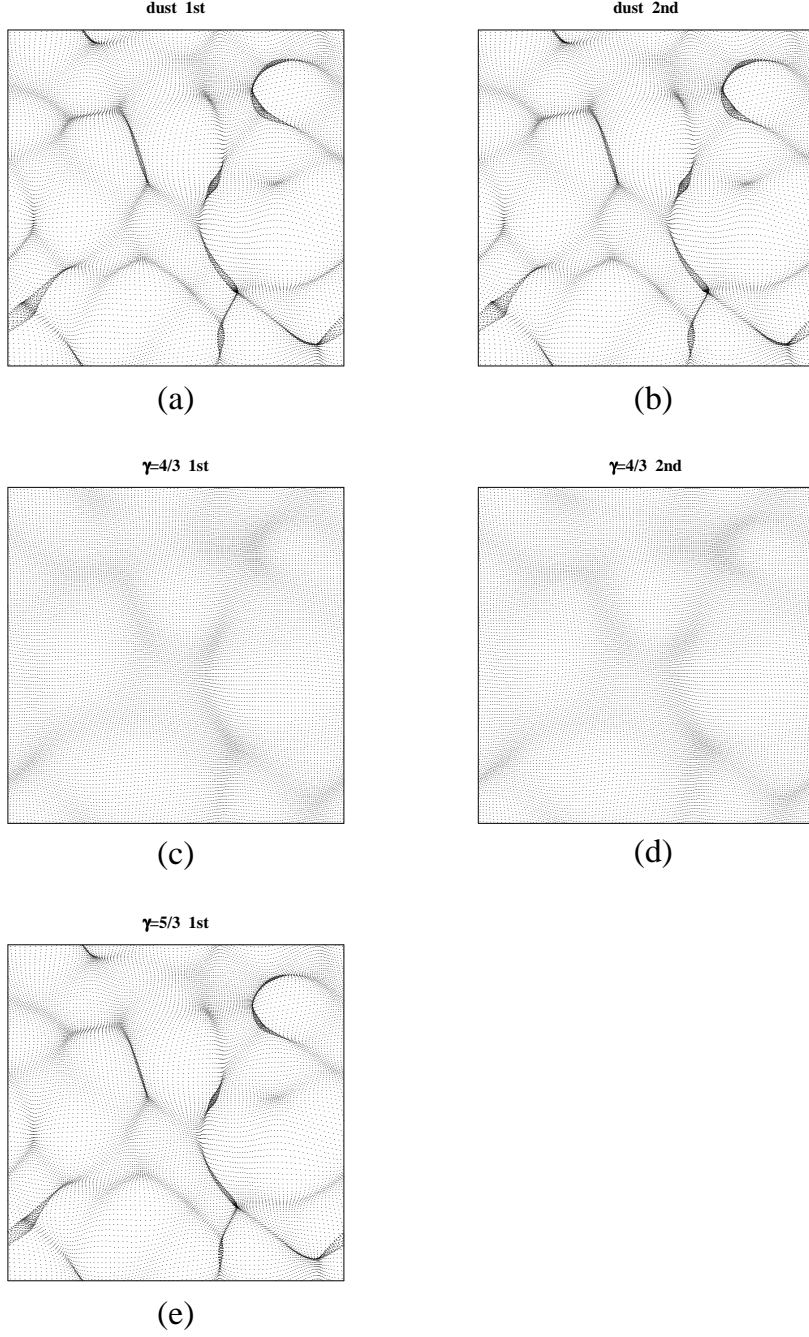 dust 1st
dust 2nd
(a)
(b)
γ=4/3 1st
γ=4/3 2nd
(c)
(d)
γ=5/3 1st
(e)